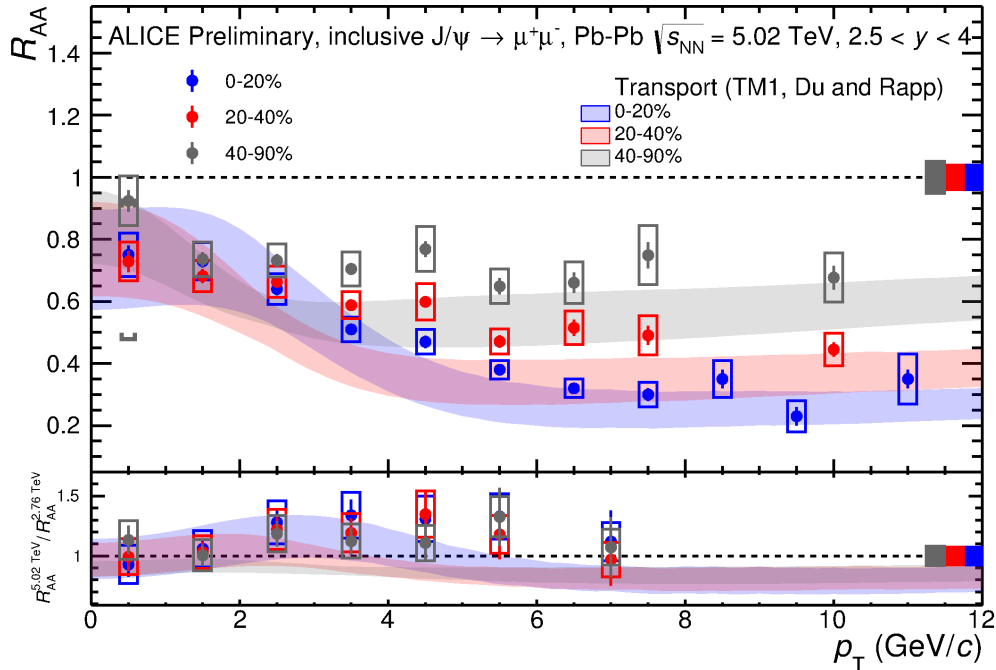 R_AA
ALICE Preliminary, inclusive J/ψ → μ⁺μ⁻, Pb-Pb √s_NN = 5.02 TeV, 2.5 < y < 4
0-20%
20-40%
40-90%
Transport (TM1, Du and Rapp)
0-20%
20-40%
40-90%
1.4
1.2
1
0.8
0.6
0.4
0.2
R_AA^5.02 TeV/R_AA^2.76 TeV
1.5
1
0 2 4 6 8 10 12
p_T (GeV/c)